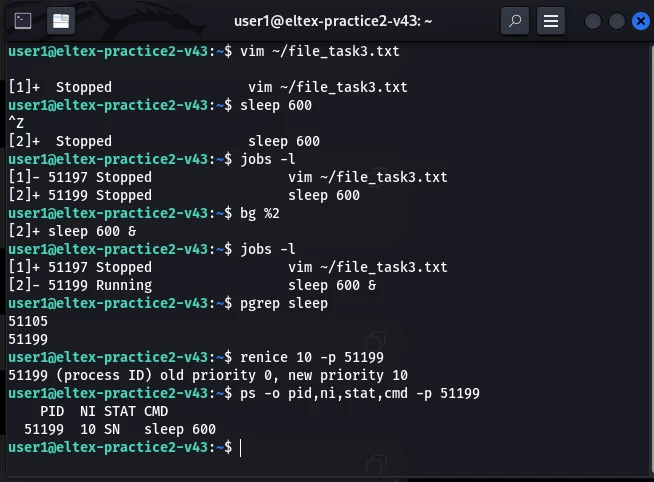 user1@eltex-practice2-v43: ~
user1@eltex-practice2-v43:~$ vim ~/file_task3.txt
[1]+  Stopped                 vim ~/file_task3.txt
user1@eltex-practice2-v43:~$ sleep 600
^Z
[2]+  Stopped                 sleep 600
user1@eltex-practice2-v43:~$ jobs -l
[1]- 51197 Stopped                 vim ~/file_task3.txt
[2]+ 51199 Stopped                 sleep 600
user1@eltex-practice2-v43:~$ bg %2
[2]+ sleep 600 &
user1@eltex-practice2-v43:~$ jobs -l
[1]+ 51197 Stopped                 vim ~/file_task3.txt
[2]- 51199 Running                 sleep 600 &
user1@eltex-practice2-v43:~$ pgrep sleep
51105
51199
user1@eltex-practice2-v43:~$ renice 10 -p 51199
51199 (process ID) old priority 0, new priority 10
user1@eltex-practice2-v43:~$ ps -o pid,ni,stat,cmd -p 51199
    PID  NI STAT CMD
  51199  10 SN   sleep 600
user1@eltex-practice2-v43:~$